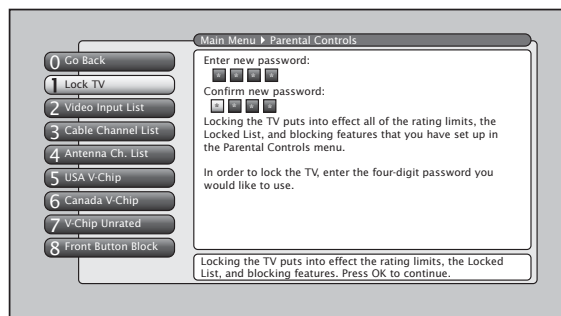 Main Menu ▶ Parental Controls
0 Go Back
1 Lock TV
2 Video Input List
3 Cable Channel List
4 Antenna Ch. List
5 USA V-Chip
6 Canada V-Chip
7 V-Chip Unrated
8 Front Button Block
Enter new password:
* * * *
Confirm new password:
* * * *
Locking the TV puts into effect all of the rating limits, the
Locked List, and blocking features that you have set up in
the Parental Controls menu.
In order to lock the TV, enter the four-digit password you
would like to use.
Locking the TV puts into effect the rating limits, the Locked
List, and blocking features. Press OK to continue.